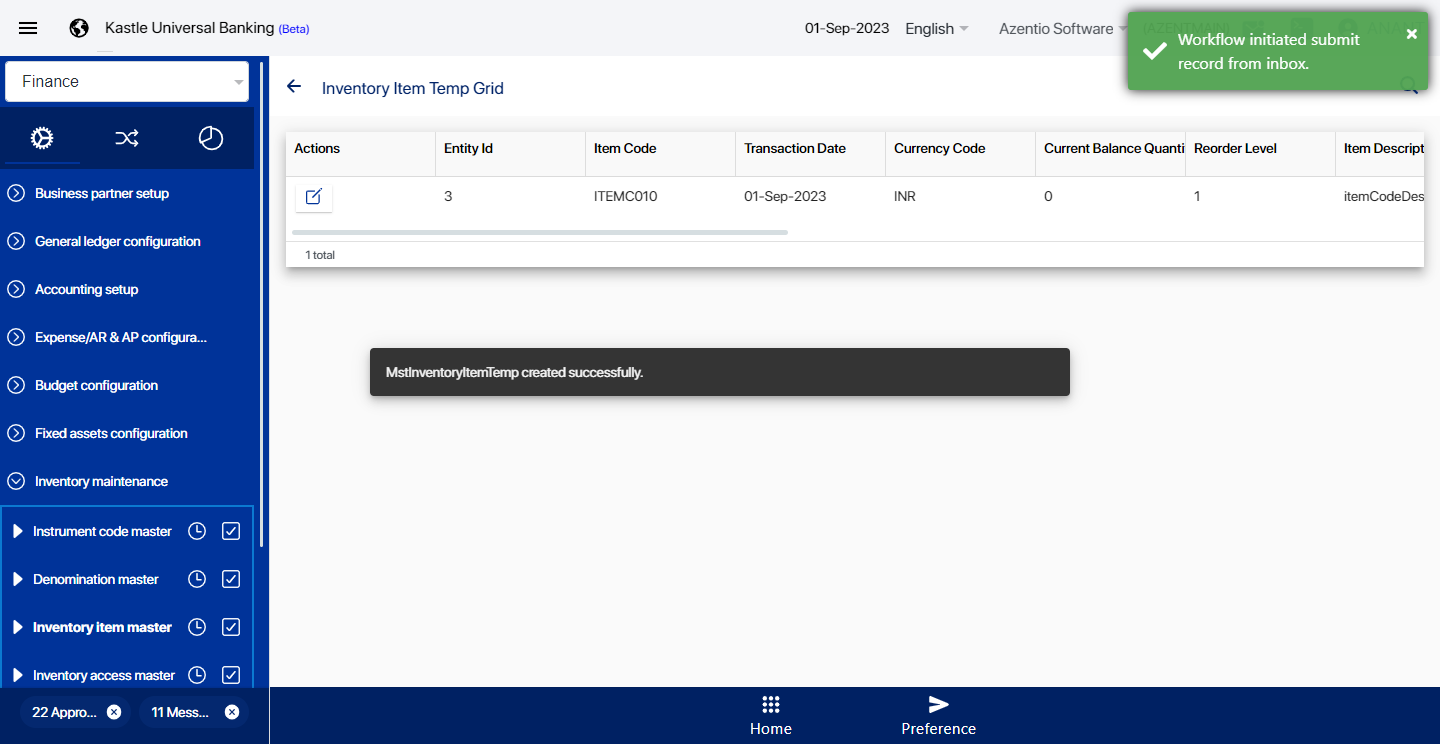 Kastle Universal Banking (Beta)
01-Sep-2023
English
Azentio Software
Workflow initiated submit
record from inbox.
Finance
Inventory Item Temp Grid
Actions
Entity Id
Item Code
Transaction Date
Currency Code
Current Balance Quanti
Reorder Level
Item Descript
3
ITEMC010
01-Sep-2023
INR
0
1
itemCodeDes
1 total
MstInventoryItemTemp created successfully.
Business partner setup
General ledger configuration
Accounting setup
Expense/AR & AP configura...
Budget configuration
Fixed assets configuration
Inventory maintenance
Instrument code master
Denomination master
Inventory item master
Inventory access master
22 Appro...
11 Mess...
Home
Preference